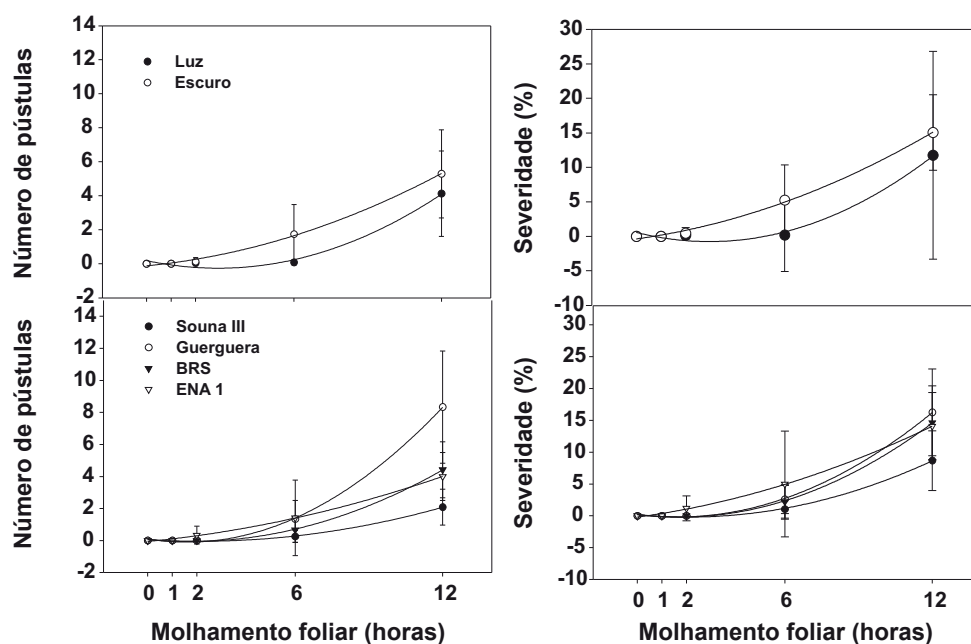 Número de pústulas
14
12
10
8
6
4
2
0
-2
Luz
Escuro
Severidade (%)
30
25
20
15
10
5
0
-5
-10
Número de pústulas
14
12
10
8
6
4
2
0
-2
Souna III
Guerguera
BRS
ENA 1
0 1 2 6 12
Molhamento foliar (horas)
Severidade (%)
30
25
20
15
10
5
0
-5
-10
0 1 2 6 12
Molhamento foliar (horas)